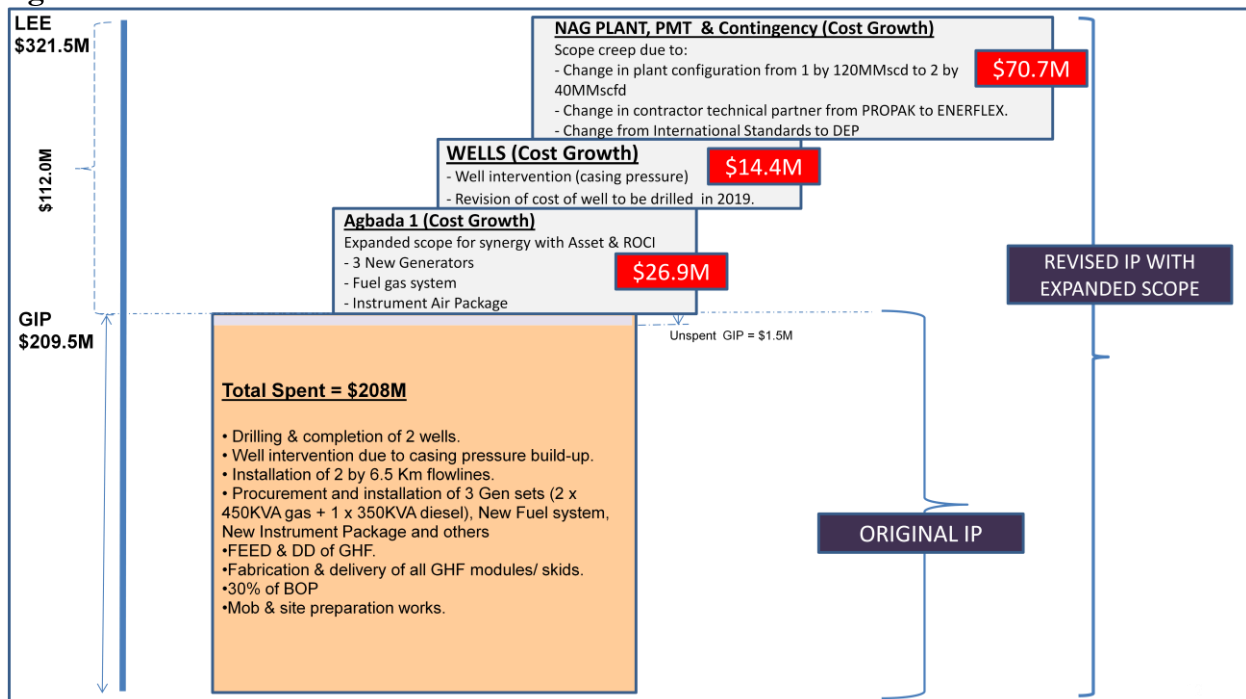 LEE
$321.5M
$112.0M
GIP
$209.5M
NAG PLANT, PMT & Contingency (Cost Growth)
Scope creep due to:
- Change in plant configuration from 1 by 120MMscd to 2 by
40MMscfd
- Change in contractor technical partner from PROPAK to ENERFLEX.
- Change from International Standards to DEP
$70.7M
WELLS (Cost Growth)
- Well intervention (casing pressure)
- Revision of cost of well to be drilled in 2019.
$14.4M
Agbada 1 (Cost Growth)
Expanded scope for synergy with Asset & ROCI
- 3 New Generators
- Fuel gas system
- Instrument Air Package
$26.9M
Unspent GIP = $1.5M
Total Spent = $208M
• Drilling & completion of 2 wells.
• Well intervention due to casing pressure build-up.
• Installation of 2 by 6.5 Km flowlines.
• Procurement and installation of 3 Gen sets (2 x
450KVA gas + 1 x 350KVA diesel), New Fuel system,
New Instrument Package and others
•FEED & DD of GHF.
•Fabrication & delivery of all GHF modules/ skids.
•30% of BOP
•Mob & site preparation works.
REVISED IP WITH
EXPANDED SCOPE
ORIGINAL IP